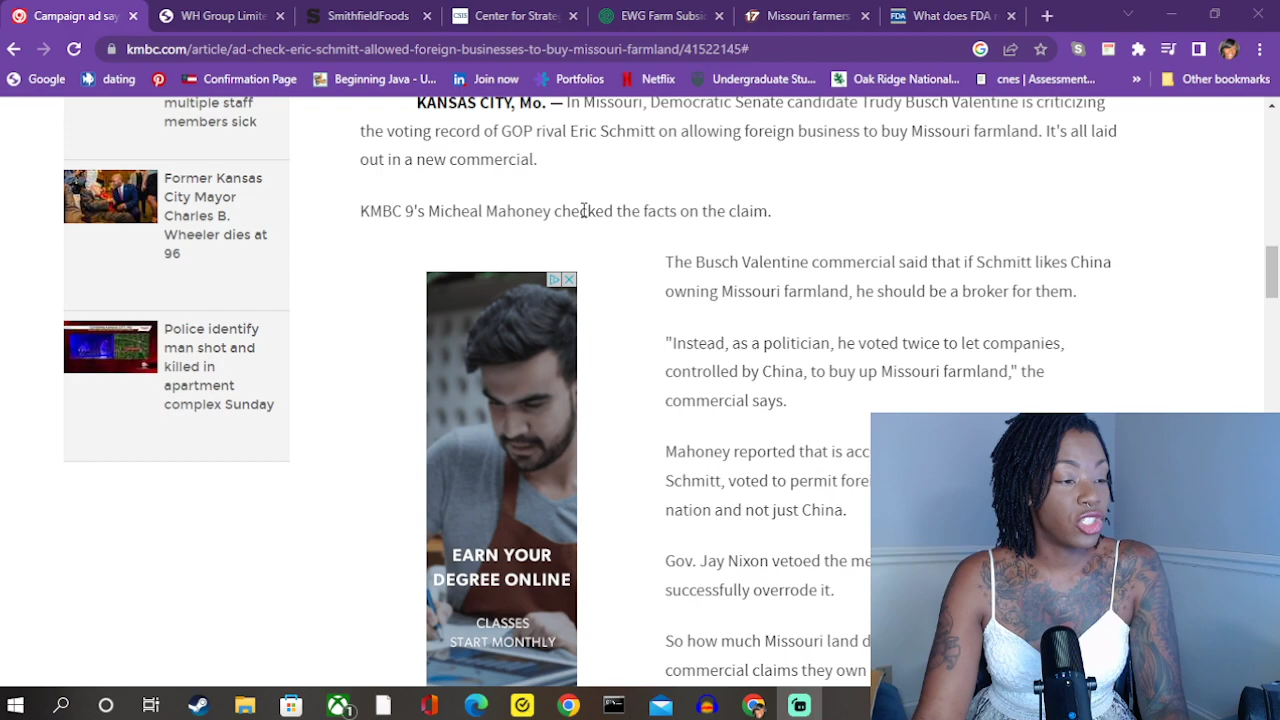 Campaign ad say
WH Group Limite
SmithfieldFoods
CSIS
Center for Strate
EWG Farm Subsi
17
Missouri farmers
FDA
What does FDA r
kmbc.com/article/ad-check-eric-schmitt-allowed-foreign-businesses-to-buy-missouri-farmland/41522145#
Google
dating
Confirmation Page
Beginning Java - U...
Join now
Portfolios
Netflix
Undergraduate Stu...
Oak Ridge National...
cnes | Assessment...
»
Other bookmarks
multiple staff
members sick
Former Kansas
City Mayor
Charles B.
Wheeler dies at
96
Police identify
man shot and
killed in
apartment
complex Sunday
KANSAS CITY, Mo. — In Missouri, Democratic Senate candidate Trudy Busch Valentine is criticizing
the voting record of GOP rival Eric Schmitt on allowing foreign business to buy Missouri farmland. It's all laid
out in a new commercial.
KMBC 9's Micheal Mahoney checked the facts on the claim.
EARN YOUR
DEGREE ONLINE
CLASSES
START MONTHLY
The Busch Valentine commercial said that if Schmitt likes China
owning Missouri farmland, he should be a broker for them.
"Instead, as a politician, he voted twice to let companies,
controlled by China, to buy up Missouri farmland," the
commercial says.
Mahoney reported that is acc
Schmitt, voted to permit forei
nation and not just China.
Gov. Jay Nixon vetoed the me
successfully overrode it.
So how much Missouri land d
commercial claims they own
1